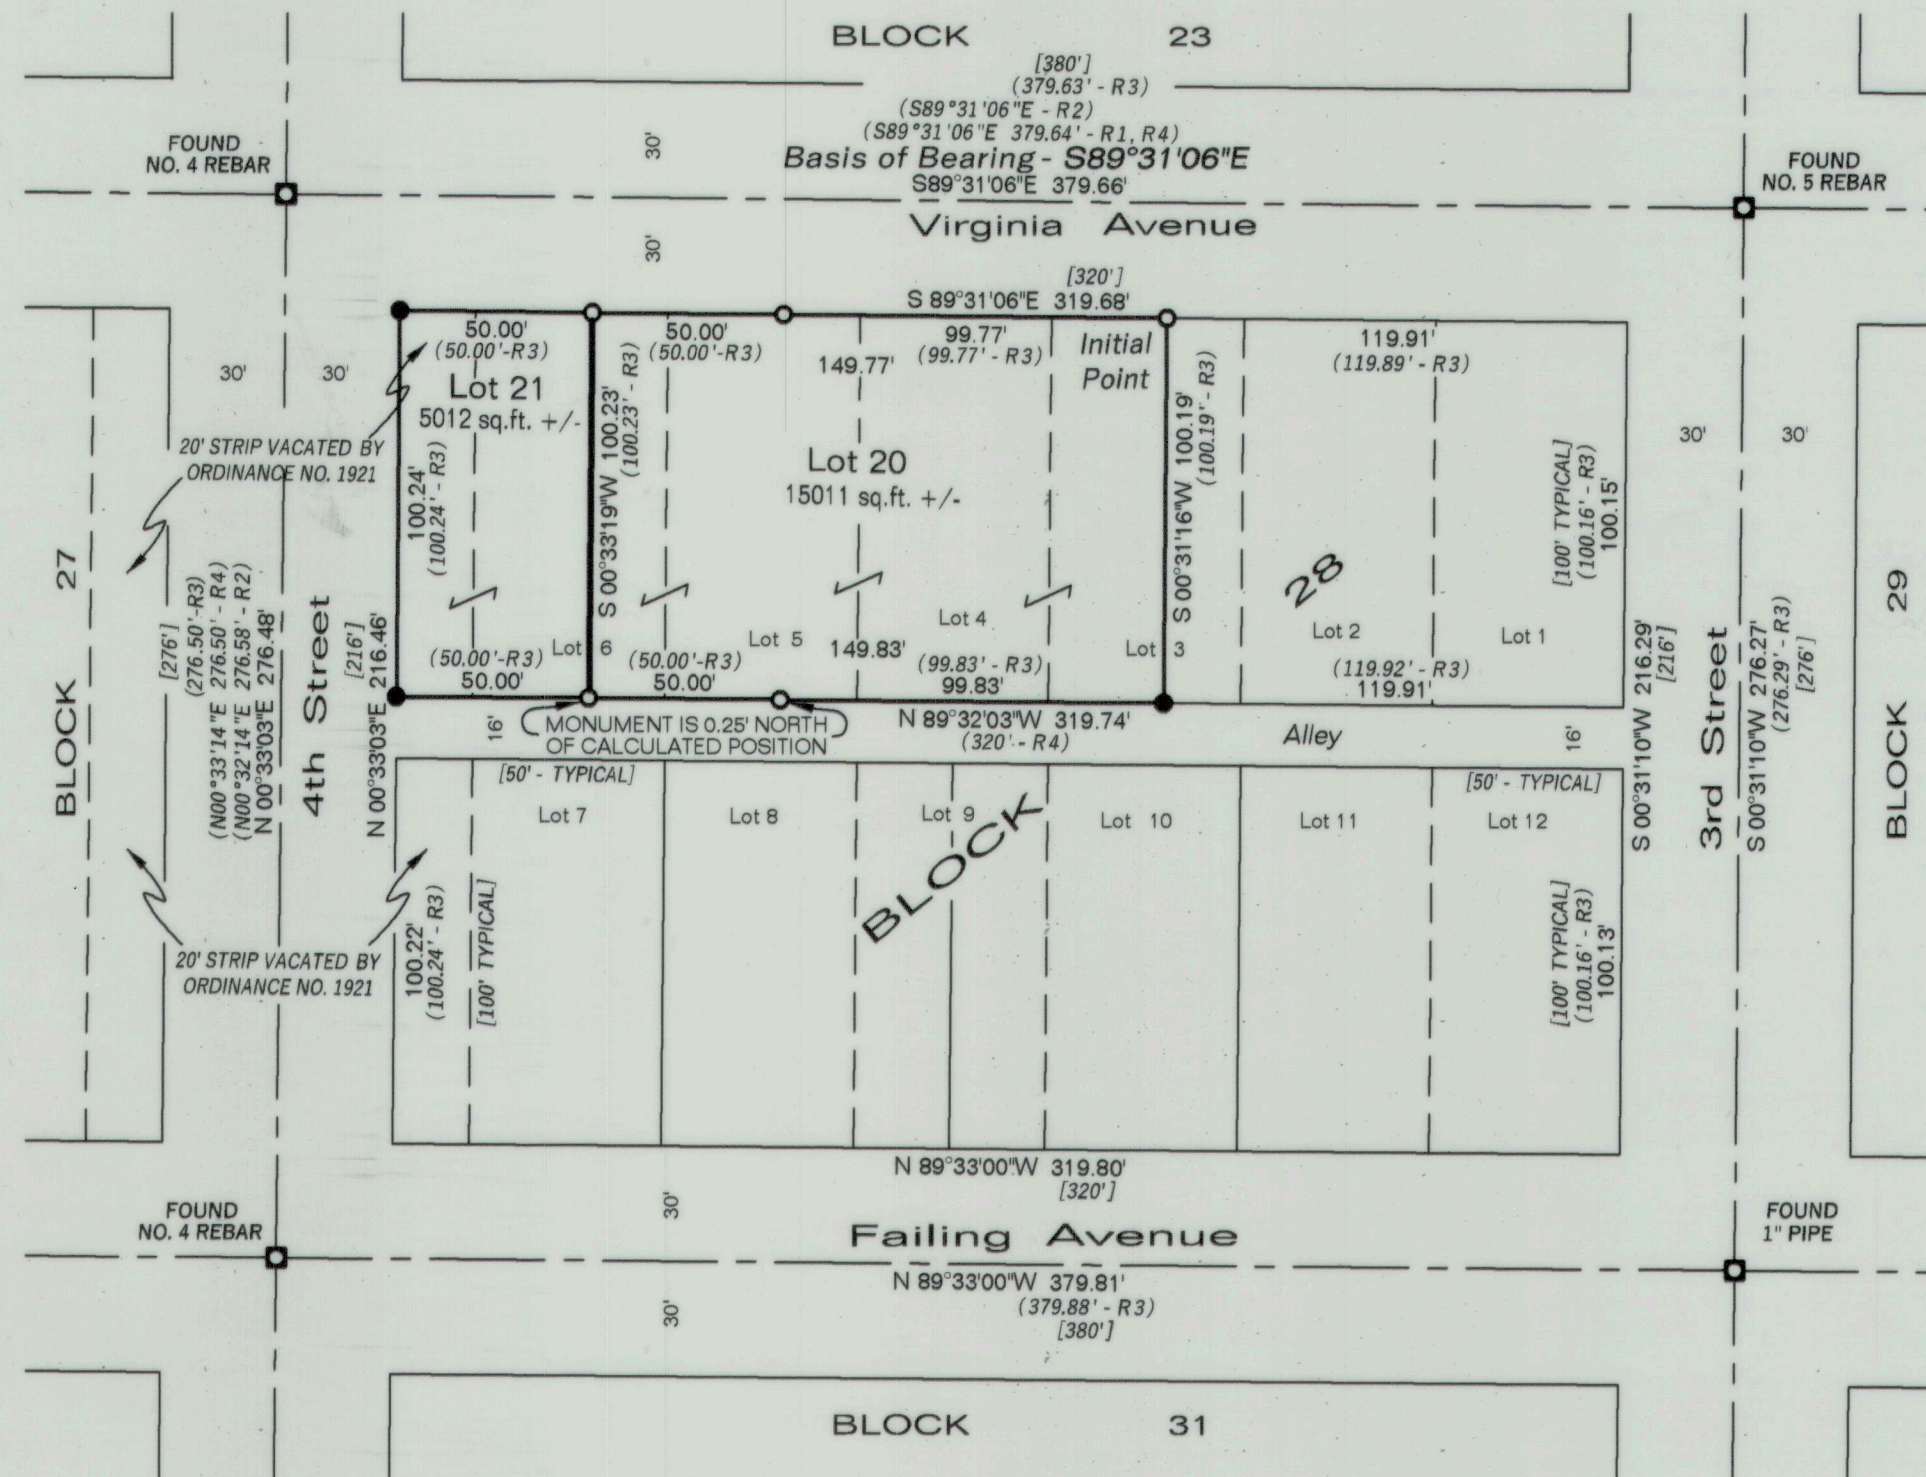 BLOCK 23
[380']
(379.63' - R3)
(S89°31'06"E - R2)
(S89°31'06"E 379.64' - R1, R4)
Basis of Bearing - S89°31'06"E
S89°31'06"E 379.66'
Virginia Avenue
FOUND
NO. 4 REBAR
FOUND
NO. 5 REBAR
30'
30'
[320']
S 89°31'06"E 319.68'
50.00'
(50.00'-R3)
50.00'
(50.00'-R3)
99.77'
(99.77' - R3)
149.77'
Initial
Point
119.91'
(119.89' - R3)
30'
30'
Lot 21
5012 sq.ft. +/-
20' STRIP VACATED BY
ORDINANCE NO. 1921
100.24'
(100.24' - R3)
S 00°33'19"W 100.23'
(100.23' - R3)
Lot 20
15011 sq.ft. +/-
S 00°31'16"W 100.19'
(100.19' - R3)
[100' TYPICAL]
(100.16' - R3)
100.15'
30'
30'
28
BLOCK 27
[276']
(276.50'-R3)
(N00°33'14"E 276.50' - R4)
(N00°32'14"E 276.58' - R2)
N 00°33'03"E 276.48'
4th Street
[216']
N 00°33'03"E 216.46'
Lot 6
Lot 5
Lot 4
Lot 3
Lot 2
Lot 1
(50.00'-R3)
50.00'
(50.00'-R3)
50.00'
149.83'
(99.83' - R3)
99.83'
(119.92' - R3)
119.91'
16'
MONUMENT IS 0.25' NORTH
OF CALCULATED POSITION
N 89°32'03"W 319.74'
(320' - R4)
Alley
16'
S 00°31'10"W 216.29'
[216']
3rd Street
S 00°31'10"W 276.27'
(276.29' - R3)
[276']
BLOCK 29
[50' - TYPICAL]
[50' - TYPICAL]
Lot 7
Lot 8
Lot 9
Lot 10
Lot 11
Lot 12
BLOCK
20' STRIP VACATED BY
ORDINANCE NO. 1921
100.22'
(100.24' - R3)
[100' TYPICAL]
[100' TYPICAL]
(100.16' - R3)
100.13'
N 89°33'00"W 319.80'
[320']
30'
FOUND
NO. 4 REBAR
Failing Avenue
FOUND
1" PIPE
N 89°33'00"W 379.81'
(379.88' - R3)
[380']
30'
BLOCK 31